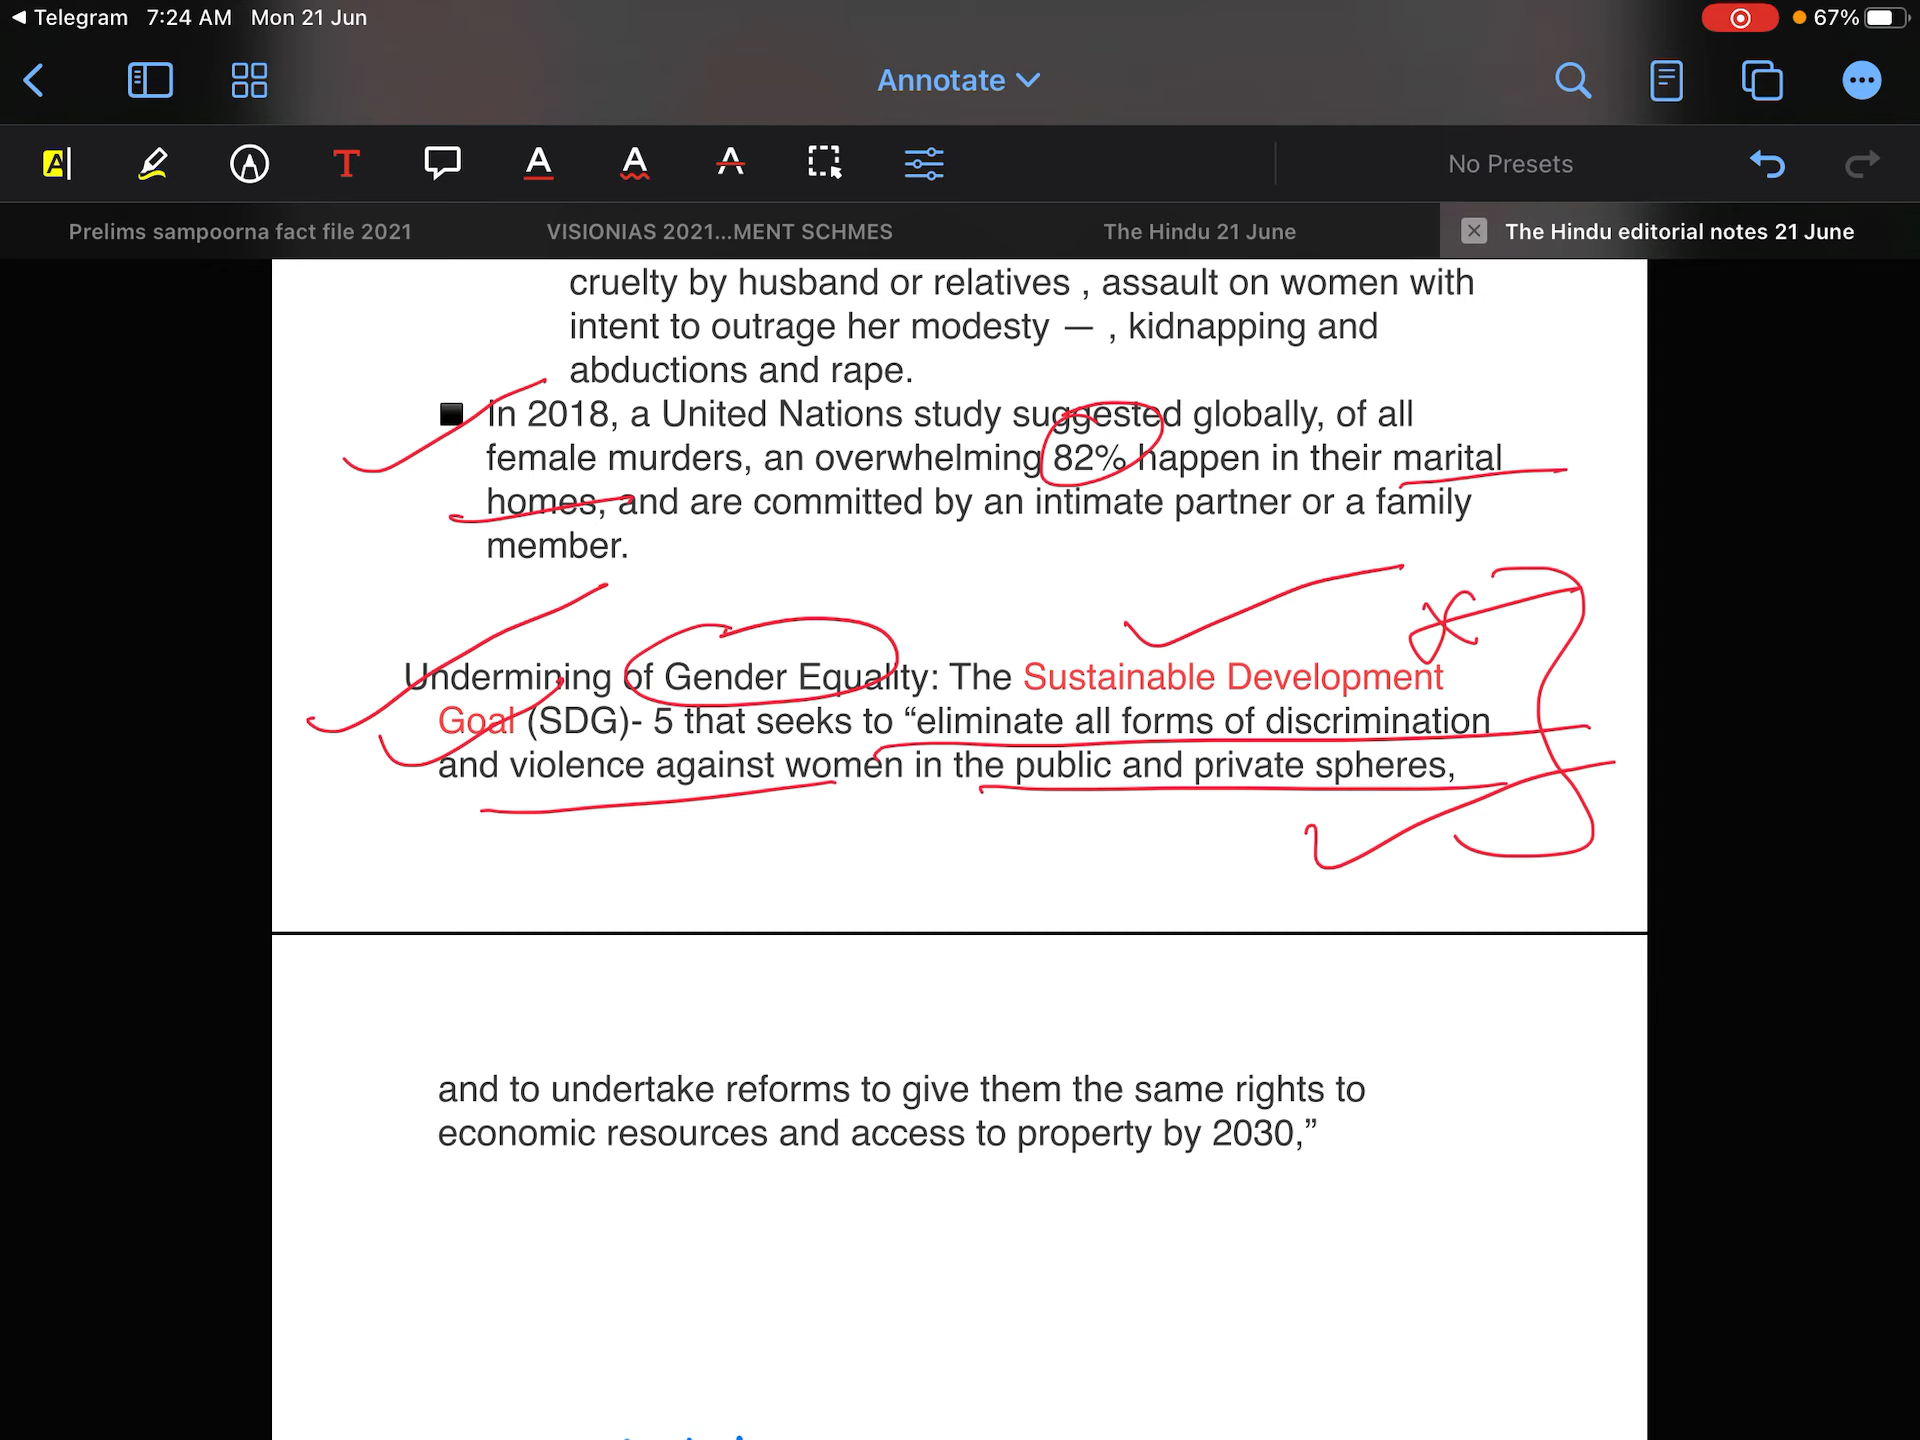 Telegram 7:24 AM Mon 21 Jun 67%
Annotate
A T A A A No Presets
Prelims sampoorna fact file 2021 VISIONIAS 2021...MENT SCHMES The Hindu 21 June The Hindu editorial notes 21 June
cruelty by husband or relatives , assault on women with
intent to outrage her modesty — , kidnapping and
abductions and rape.
In 2018, a United Nations study suggested globally, of all
female murders, an overwhelming 82% happen in their marital
homes, and are committed by an intimate partner or a family
member.
Undermining of Gender Equality: The Sustainable Development
Goal (SDG)- 5 that seeks to “eliminate all forms of discrimination
and violence against women in the public and private spheres,
and to undertake reforms to give them the same rights to
economic resources and access to property by 2030,”